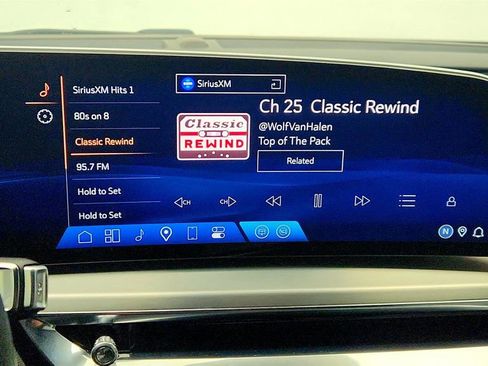 SiriusXM Hits 1
80s on 8
Classic Rewind
95.7 FM
Hold to Set
Hold to Set
SiriusXM
Classic
REWIND
Ch 25 Classic Rewind
@WolfVanHalen
Top of The Pack
Related
CH
CH
N